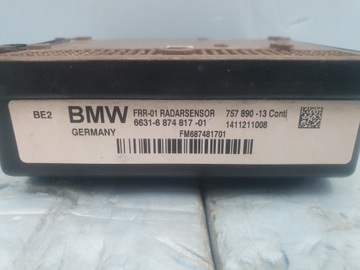 BE2 BMW FRR-01 RADARSENSOR 757 890 -13 Conti
6631-6 874 817 -01 1411211008
GERMANY FM687481701